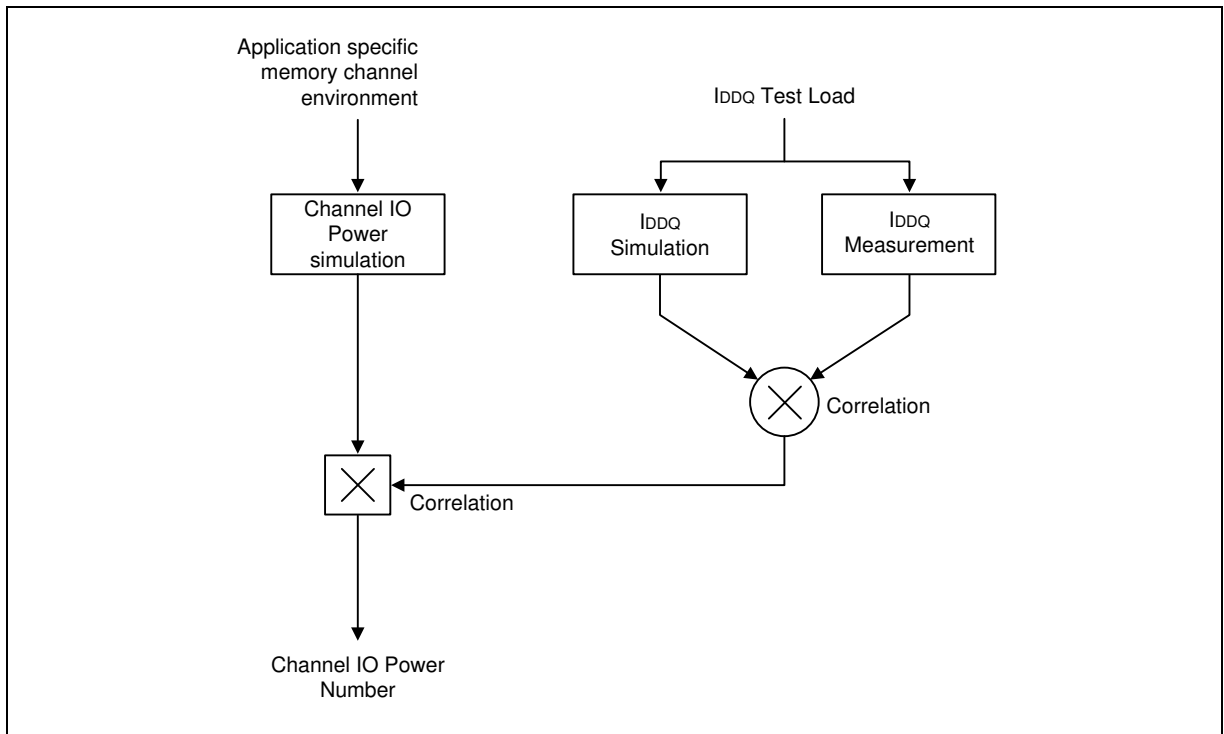 Application specific
memory channel
environment
IDDQ Test Load
Channel IO
Power
simulation
IDDQ
Simulation
IDDQ
Measurement
Correlation
Correlation
Channel IO Power
Number